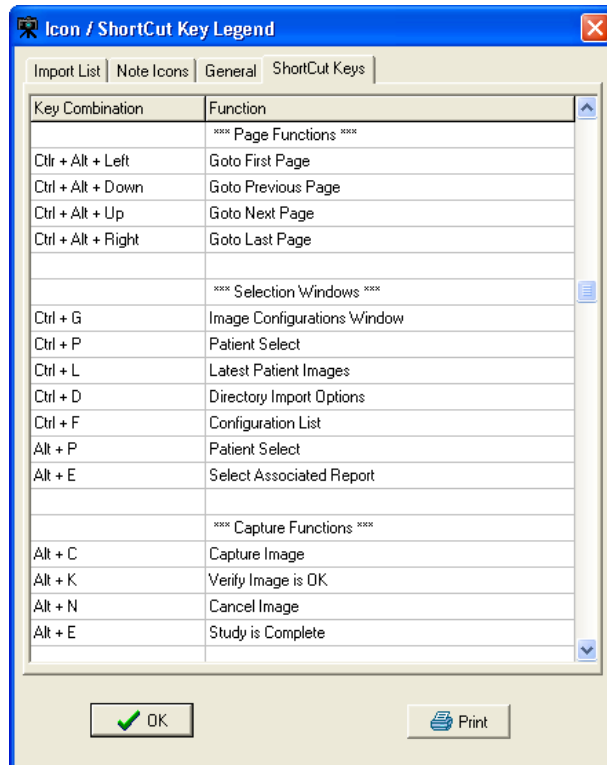 Icon / ShortCut Key Legend
Import List Note Icons General ShortCut Keys
Key Combination Function
*** Page Functions ***
Ctlr + Alt + Left Goto First Page
Ctrl + Alt + Down Goto Previous Page
Ctrl + Alt + Up Goto Next Page
Ctrl + Alt + Right Goto Last Page
*** Selection Windows ***
Ctrl + G Image Configurations Window
Ctrl + P Patient Select
Ctrl + L Latest Patient Images
Ctrl + D Directory Import Options
Ctrl + F Configuration List
Alt + P Patient Select
Alt + E Select Associated Report
*** Capture Functions ***
Alt + C Capture Image
Alt + K Verify Image is OK
Alt + N Cancel Image
Alt + E Study is Complete
OK Print